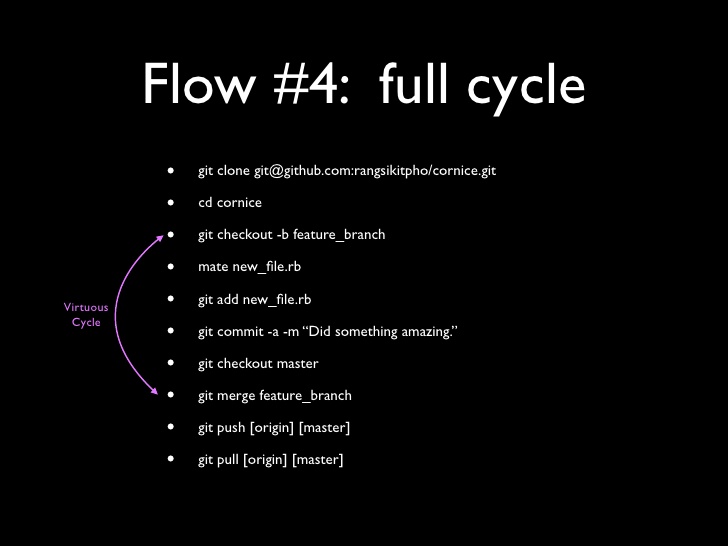 Flow #4: full cycle
• git clone git@github.com:rangsikitpho/cornice.git
• cd cornice
• git checkout -b feature_branch
• mate new_file.rb
• git add new_file.rb
• git commit -a -m “Did something amazing.”
• git checkout master
• git merge feature_branch
• git push [origin] [master]
• git pull [origin] [master]
Virtuous
Cycle